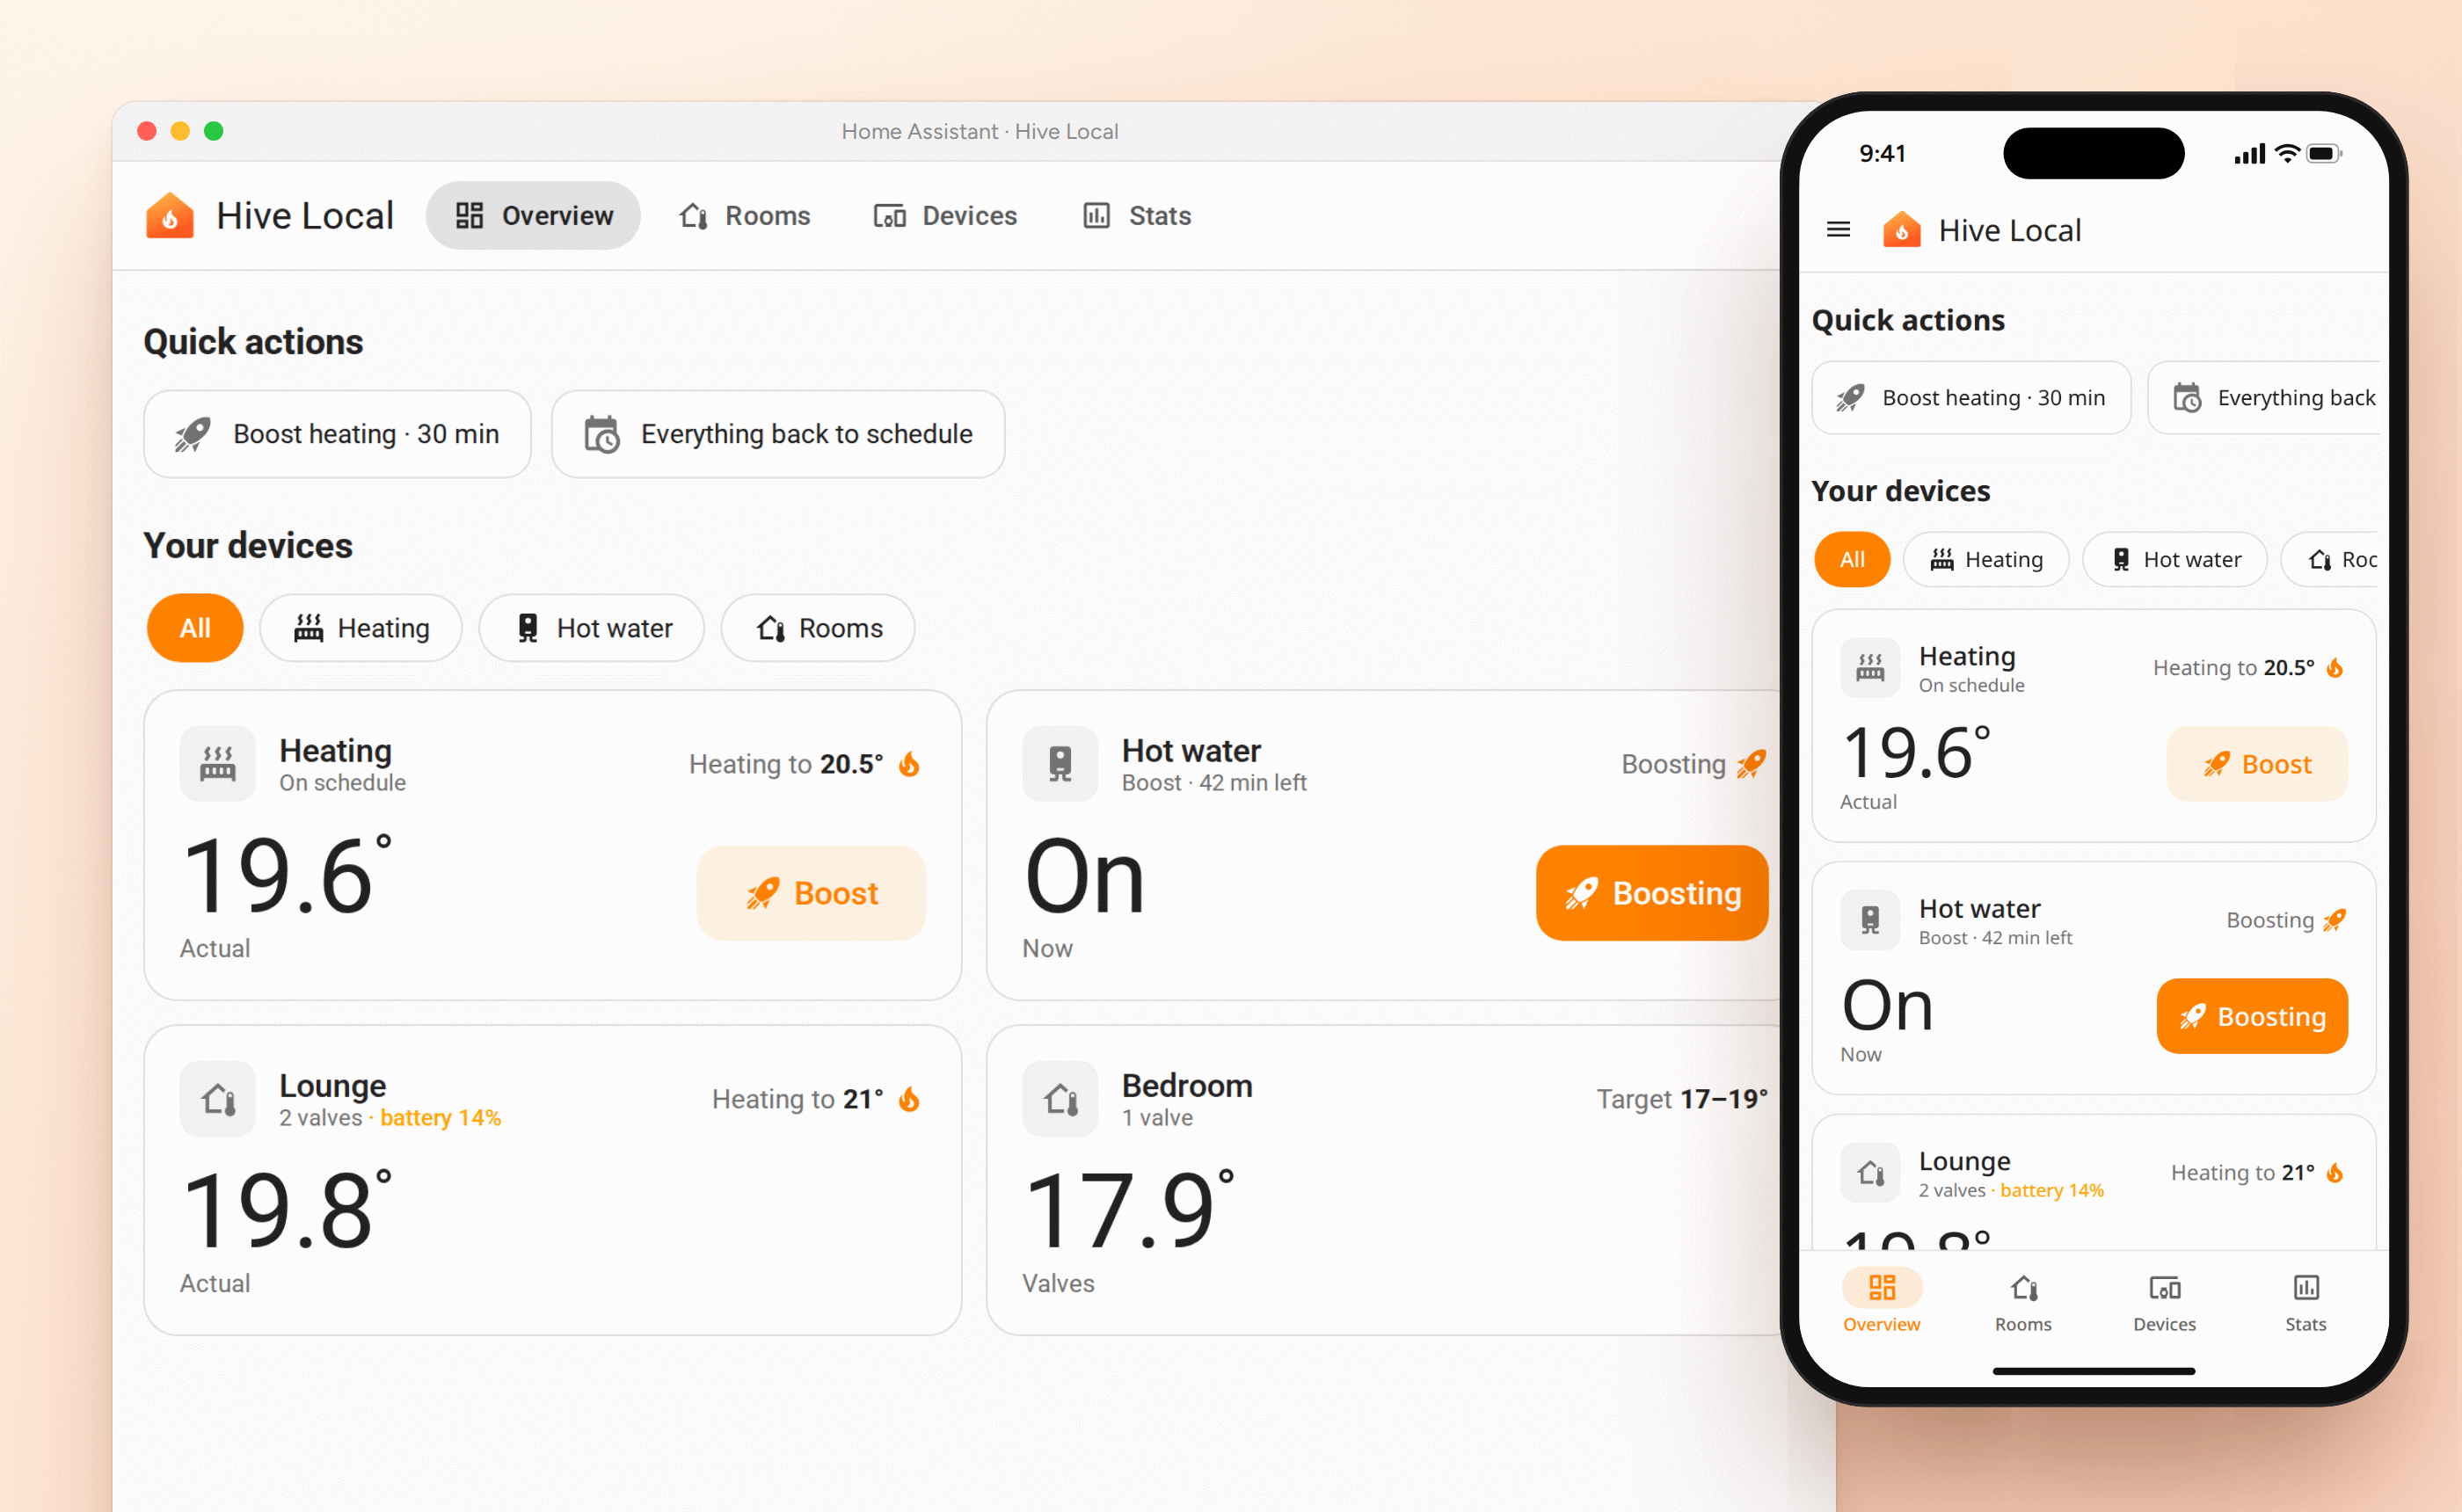 Home Assistant · Hive Local
Hive Local
Overview
Rooms
Devices
Stats
Quick actions
Boost heating · 30 min
Everything back to schedule
Your devices
All
Heating
Hot water
Rooms
Heating
On schedule
Heating to 20.5°
19.6°
Boost
Actual
Hot water
Boost · 42 min left
Boosting
On
Boosting
Now
Lounge
2 valves · battery 14%
Heating to 21°
19.8°
Actual
Bedroom
1 valve
Target 17–19°
17.9°
Valves
9:41
Hive Local
Quick actions
Boost heating · 30 min
Everything back
Your devices
All
Heating
Hot water
Heating
On schedule
Heating to 20.5°
19.6°
Boost
Actual
Hot water
Boost · 42 min left
Boosting
On
Boosting
Now
Lounge
2 valves · battery 14%
Heating to 21°
19.8°
Overview
Rooms
Devices
Stats